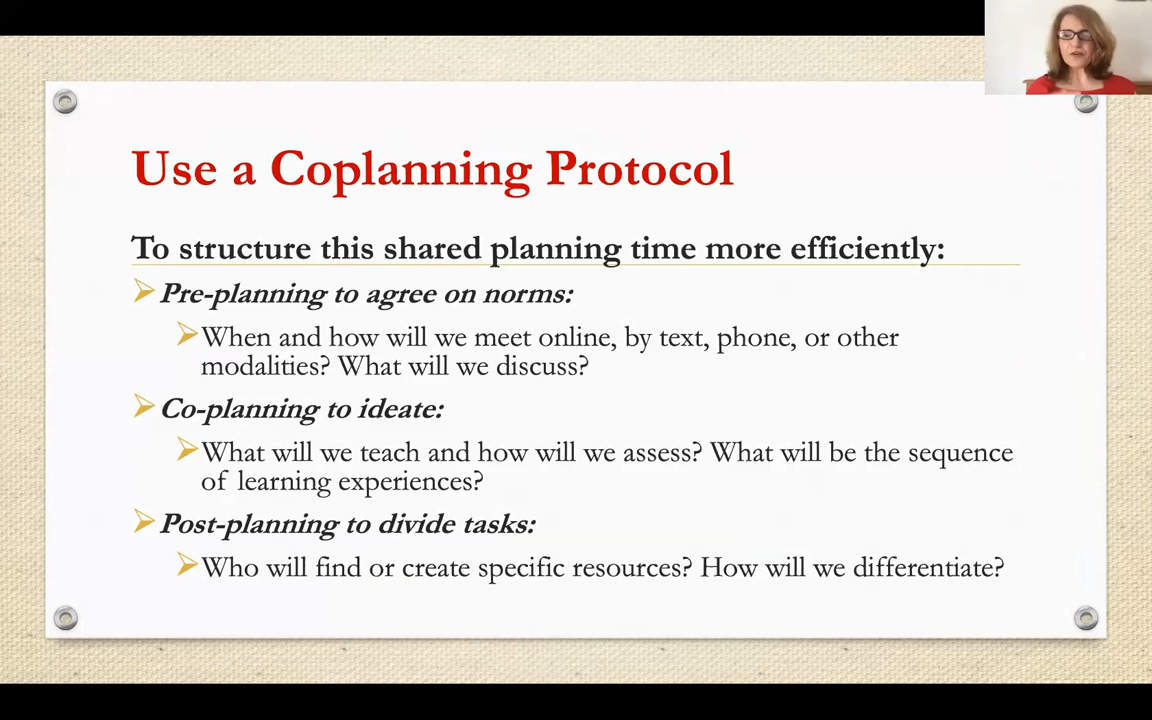 Use a Coplanning Protocol
To structure this shared planning time more efficiently:
Pre-planning to agree on norms:
When and how will we meet online, by text, phone, or other
modalities? What will we discuss?
Co-planning to ideate:
What will we teach and how will we assess? What will be the sequence
of learning experiences?
Post-planning to divide tasks:
Who will find or create specific resources? How will we differentiate?